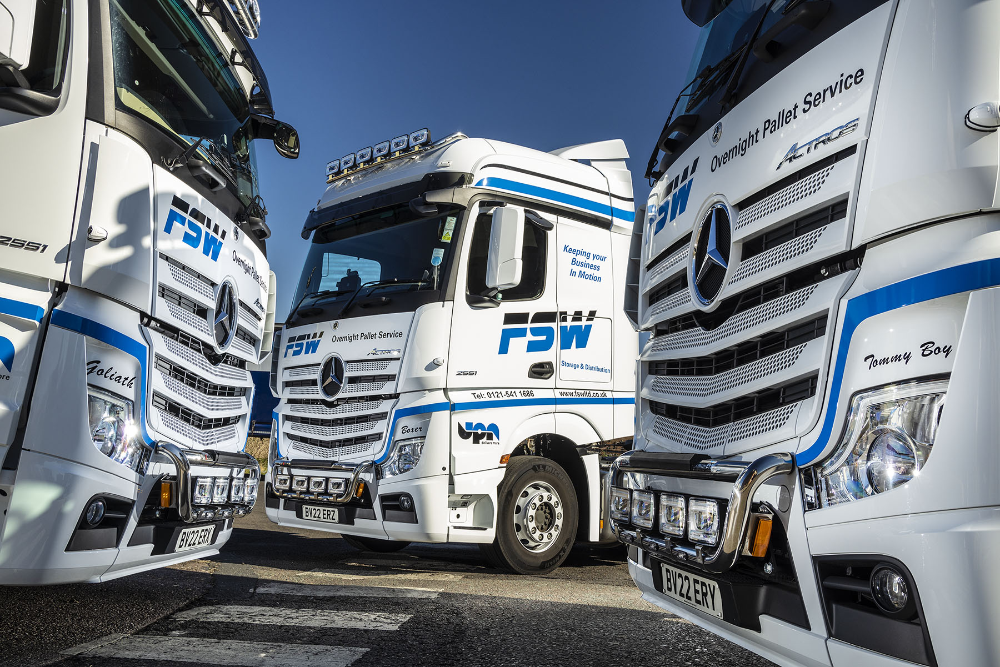 2551
FSW
Overnight Pallet Service
Goliath
BV22 ERX
more
FSW
Overnight Pallet Service
ACTROS
Keeping your
Business
In Motion
FSW
Storage & Distribution
2551
Tel: 0121-541 1686
www.fswltd.co.uk
Boxer
upn
delivers more
MICHELIN
BV22 ERZ
Overnight Pallet Service
ACTROS
FSW
Tommy Boy
BV22 ERY